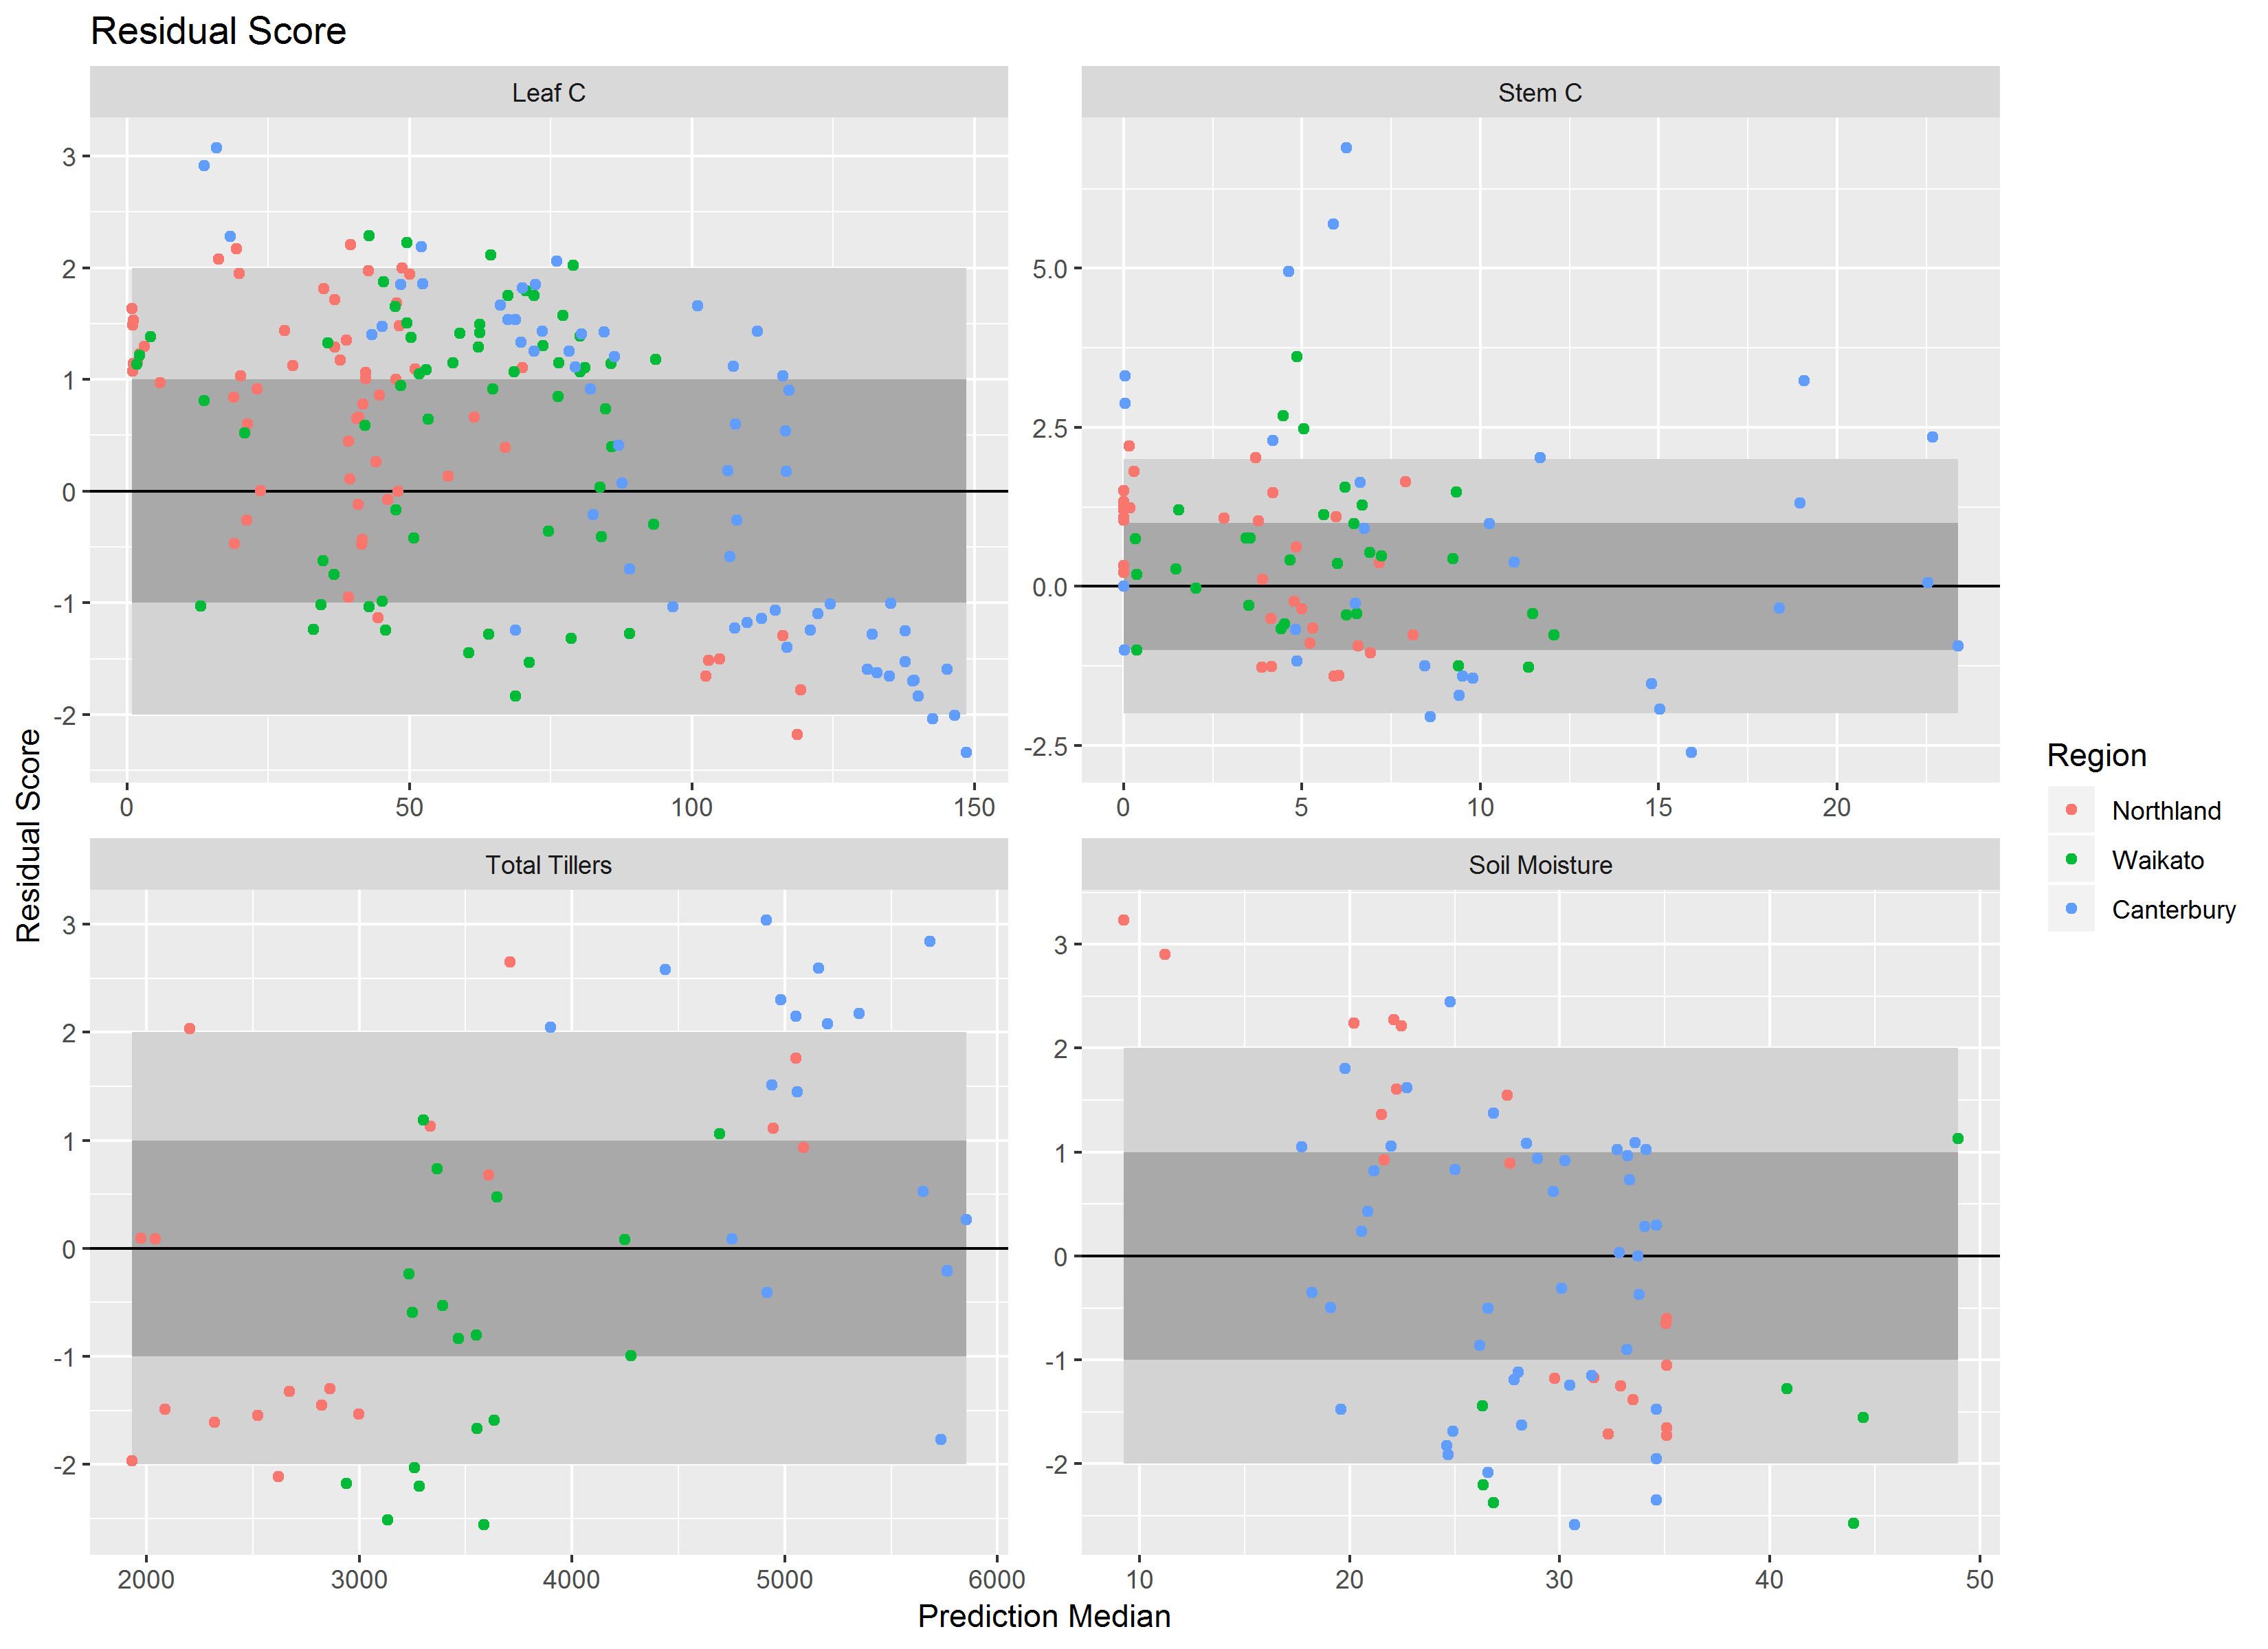 Residual Score
Leaf C
Stem C
3
2
1
0
-1
-2
5.0
2.5
0.0
-2.5
0 50 100 150
0 5 10 15 20
Total Tillers
Soil Moisture
3
2
1
0
-1
-2
3
2
1
0
-1
-2
2000 3000 4000 5000 6000
10 20 30 40 50
Residual Score
Prediction Median
Region
Northland
Waikato
Canterbury